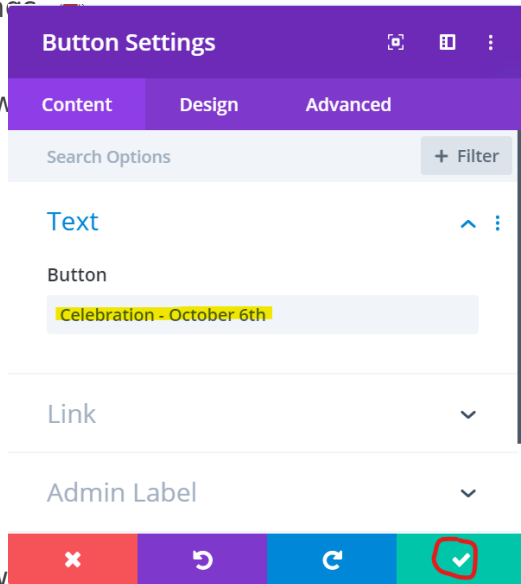 Button Settings
Content Design Advanced
Search Options + Filter
Text
Button
Celebration - October 6th
Link
Admin Label